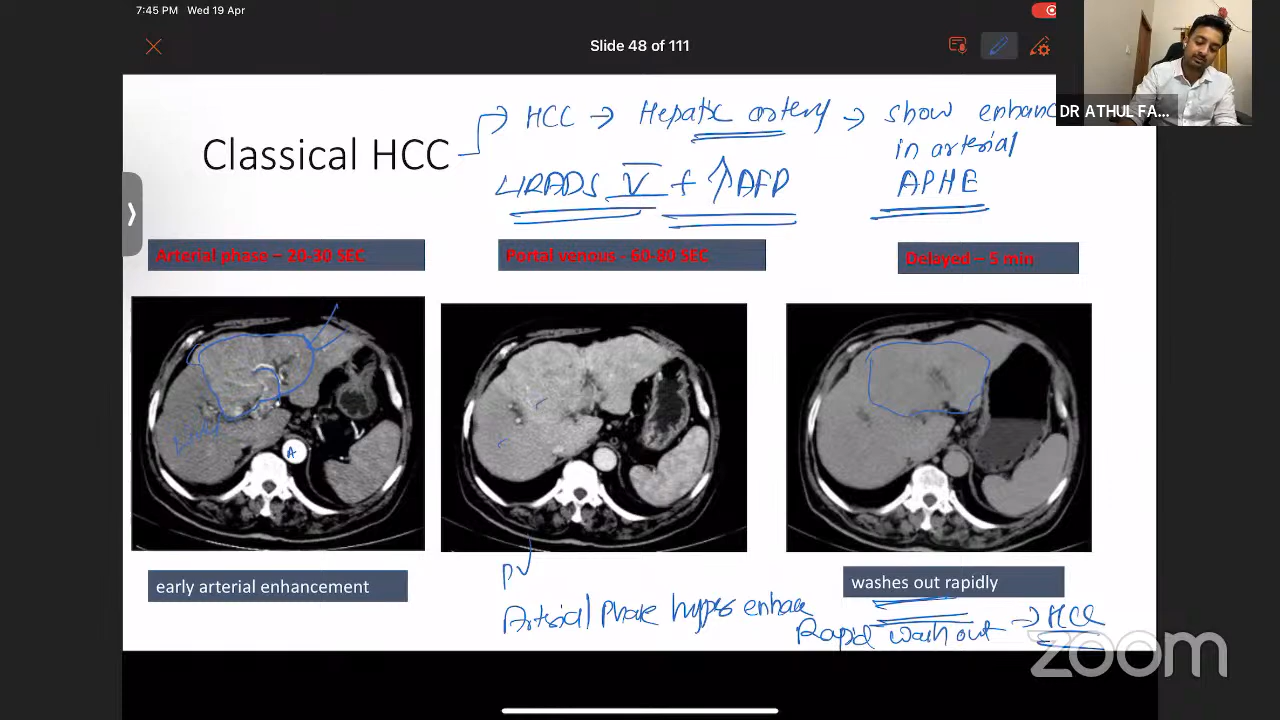 7:45 PM Wed 19 Apr
Slide 48 of 111
DR ATHUL FA...
HCC → Hepatic artery → show enhan
in arterial
Classical HCC
LIRADS V + ↑AFP
APHE
Arterial phase – 20-30 SEC
Portal venous - 60-80 SEC
Delayed – 5 min
A
early arterial enhancement
PV
washes out rapidly
Arterial phase hyper enhance
Rapid wash out → HCC
zoom